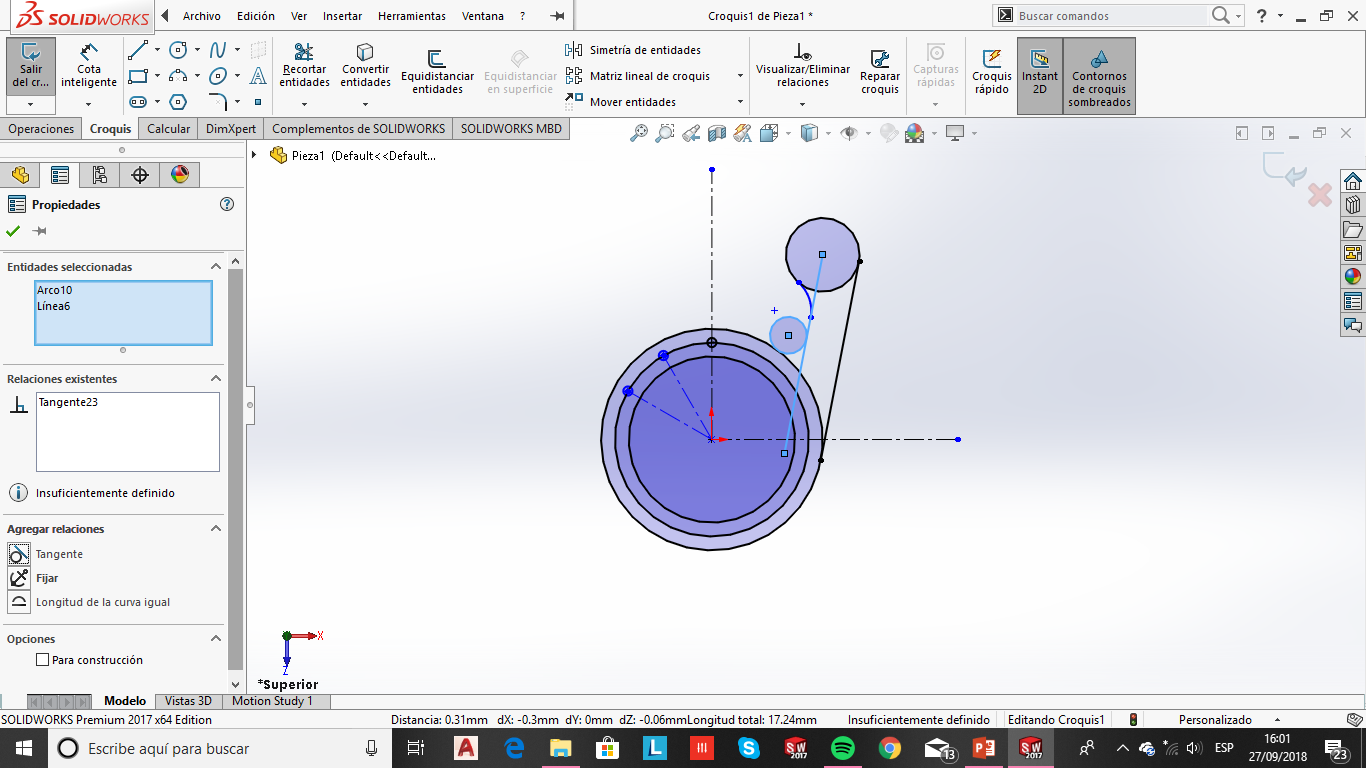 SOLIDWORKS
Archivo Edición Ver Insertar Herramientas Ventana ?
Croquis1 de Pieza1 *
Buscar comandos
?
Salir del cr...
Cota inteligente
Recortar entidades
Convertir entidades
Equidistanciar entidades
Equidistanciar en superficie
Simetría de entidades
Matriz lineal de croquis
Mover entidades
Visualizar/Eliminar relaciones
Reparar croquis
Capturas rápidas
Croquis rápido
Instant 2D
Contornos de croquis sombreados
Operaciones Croquis Calcular DimXpert Complementos de SOLIDWORKS SOLIDWORKS MBD
Pieza1 (Default<<Default...
Propiedades
Entidades seleccionadas
Arco10
Línea6
Relaciones existentes
Tangente23
Insuficientemente definido
Agregar relaciones
Tangente
Fijar
Longitud de la curva igual
Opciones
Para construcción
X
Z
*Superior
Modelo Vistas 3D Motion Study 1
SOLIDWORKS Premium 2017 x64 Edition Distancia: 0.31mm dX: -0.3mm dY: 0mm dZ: -0.06mmLongitud total: 17.24mm Insuficientemente definido Editando Croquis1 Personalizado
Escribe aquí para buscar
SW 2017
13
SW 2017
ESP
16:01
27/09/2018
23